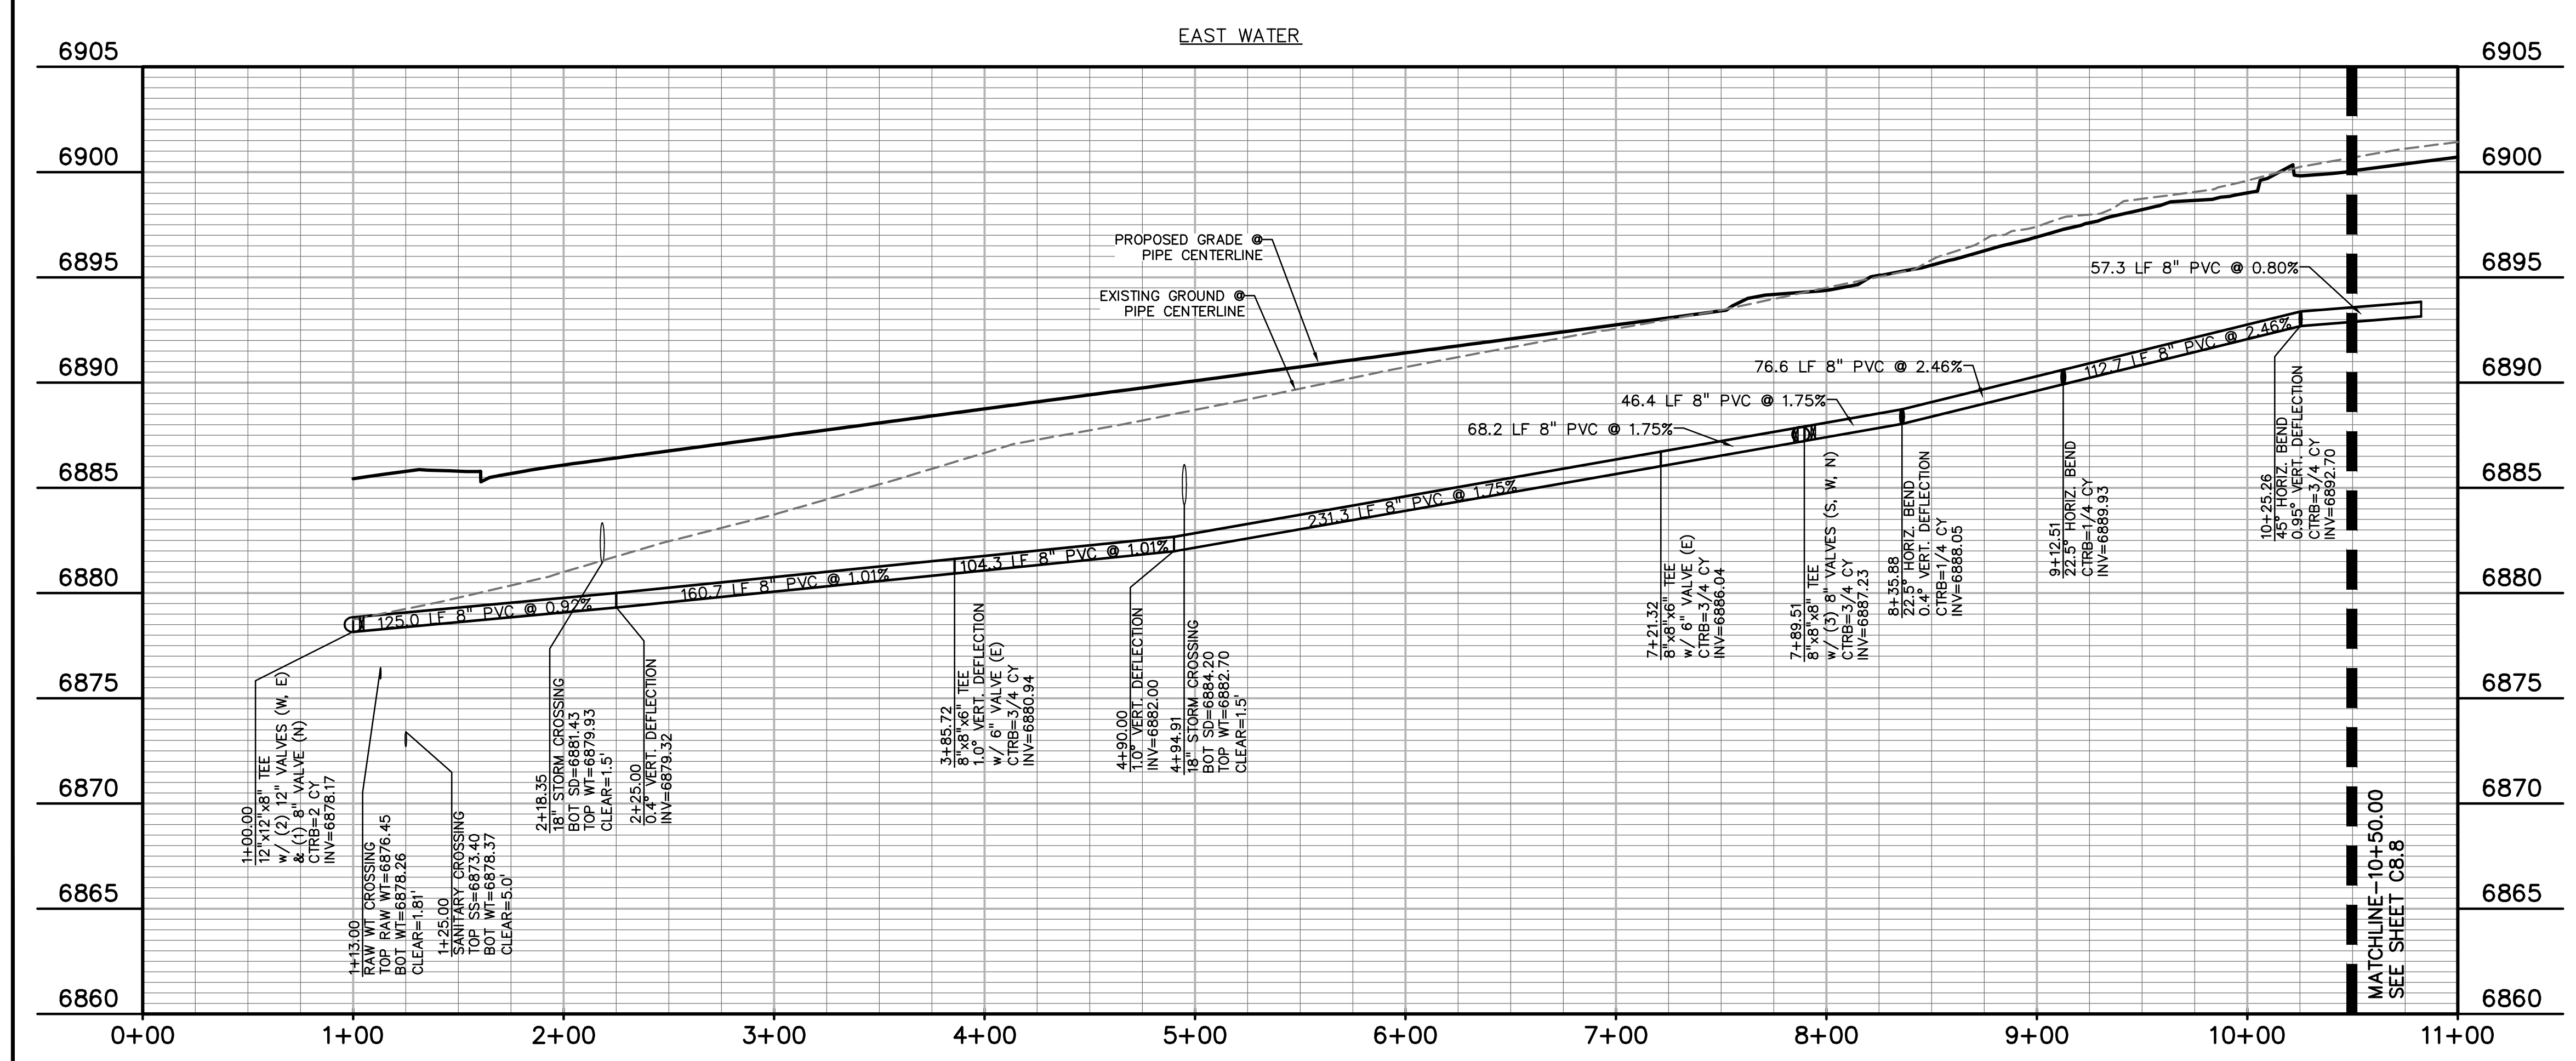 EAST WATER
6905
6900
6895
6890
6885
6880
6875
6870
6865
6860
6905
6900
6895
6890
6885
6880
6875
6870
6865
6860
PROPOSED GRADE @
PIPE CENTERLINE
EXISTING GROUND @
PIPE CENTERLINE
125.0 LF 8" PVC @ 0.92%
160.7 LF 8" PVC @ 1.01%
104.3 LF 8" PVC @ 1.01%
231.3 LF 8" PVC @ 1.75%
68.2 LF 8" PVC @ 1.75%
46.4 LF 8" PVC @ 1.75%
76.6 LF 8" PVC @ 2.46%
112.7 LF 8" PVC @ 2.46%
57.3 LF 8" PVC @ 0.80%
1+00.00
12"x12"x8" TEE
w/ (2) 12" VALVES (W, E)
& (1) 8" VALVE (N)
CTRB=2 CY
INV=6878.17
1+13.00
RAW WT CROSSING
TOP RAW WT=6876.45
BOT WT=6878.26
CLEAR=1.81'
1+25.00
SANITARY CROSSING
TOP SS=6873.40
BOT WT=6878.37
CLEAR=5.0'
2+18.35
18" STORM CROSSING
BOT SD=6881.43
TOP WT=6879.93
CLEAR=1.5'
2+25.00
0.4° VERT. DEFLECTION
INV=6879.32
3+85.72
8"x8"x6" TEE
1.0° VERT. DEFLECTION
w/ 6" VALVE (E)
CTRB=3/4 CY
INV=6880.94
4+90.00
1.0° VERT. DEFLECTION
INV=6882.00
4+94.91
18" STORM CROSSING
BOT SD=6884.20
TOP WT=6882.70
CLEAR=1.5'
7+21.32
8"x8"x6" TEE
w/ 6" VALVE (E)
CTRB=3/4 CY
INV=6886.04
7+89.51
8"x8"x8" TEE
w/ (3) 8" VALVES (S, W, N)
CTRB=3/4 CY
INV=6887.23
8+35.88
22.5° HORIZ. BEND
0.4° VERT. DEFLECTION
CTRB=1/4 CY
INV=6888.05
9+12.51
22.5° HORIZ. BEND
CTRB=1/4 CY
INV=6889.93
10+25.26
45° HORIZ. BEND
0.95° VERT. DEFLECTION
CTRB=3/4 CY
INV=6892.70
MATCHLINE-10+50.00
SEE SHEET C8.8
0+00
1+00
2+00
3+00
4+00
5+00
6+00
7+00
8+00
9+00
10+00
11+00